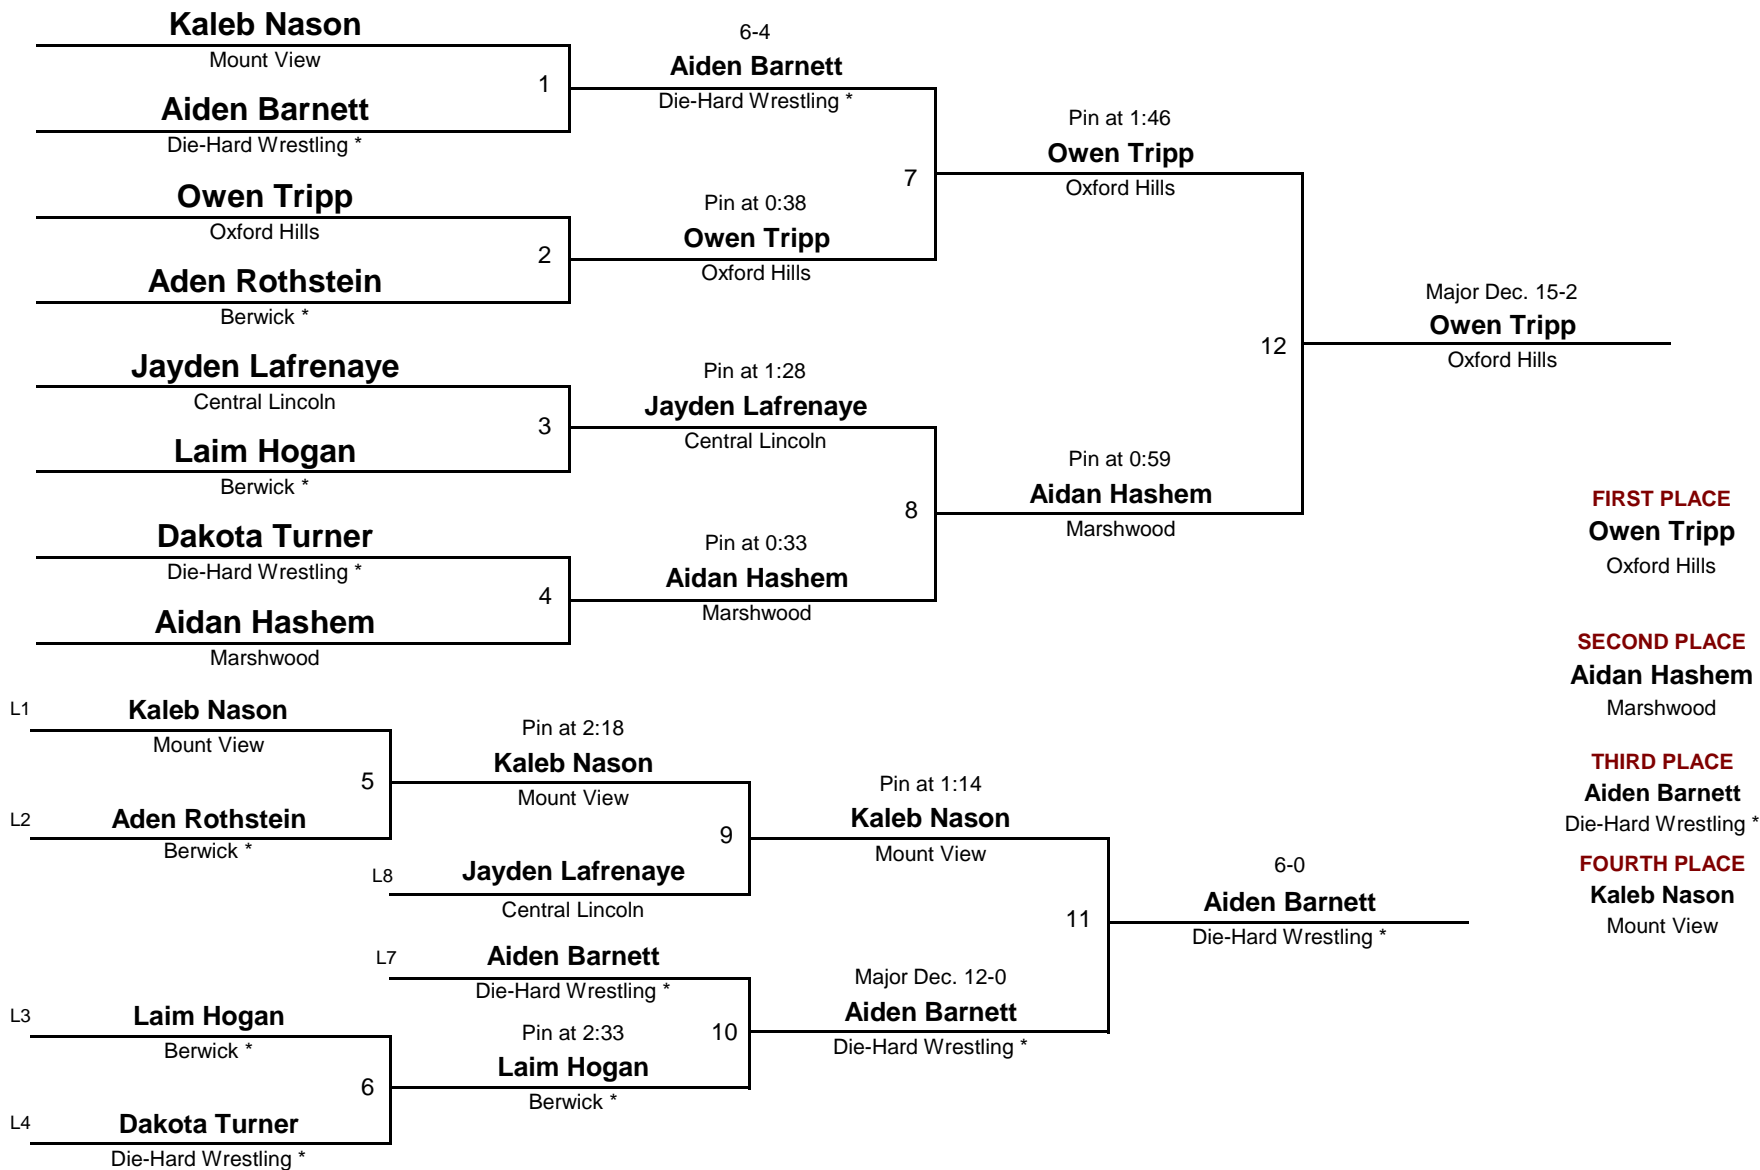 Kaleb Nason
Mount View
1
Aiden Barnett
Die-Hard Wrestling *
6-4
Aiden Barnett
Die-Hard Wrestling *
Owen Tripp
Oxford Hills
2
Aden Rothstein
Berwick *
Pin at 0:38
Owen Tripp
Oxford Hills
7
Pin at 1:46
Owen Tripp
Oxford Hills
Jayden Lafrenaye
Central Lincoln
3
Laim Hogan
Berwick *
Pin at 1:28
Jayden Lafrenaye
Central Lincoln
Dakota Turner
Die-Hard Wrestling *
4
Aidan Hashem
Marshwood
Pin at 0:33
Aidan Hashem
Marshwood
8
Pin at 0:59
Aidan Hashem
Marshwood
12
Major Dec. 15-2
Owen Tripp
Oxford Hills
FIRST PLACE
Owen Tripp
Oxford Hills
SECOND PLACE
Aidan Hashem
Marshwood
THIRD PLACE
Aiden Barnett
Die-Hard Wrestling *
FOURTH PLACE
Kaleb Nason
Mount View
L1
Kaleb Nason
Mount View
5
L2
Aden Rothstein
Berwick *
Pin at 2:18
Kaleb Nason
Mount View
9
L8
Jayden Lafrenaye
Central Lincoln
Pin at 1:14
Kaleb Nason
Mount View
L7
Aiden Barnett
Die-Hard Wrestling *
10
L3
Laim Hogan
Berwick *
6
L4
Dakota Turner
Die-Hard Wrestling *
Pin at 2:33
Laim Hogan
Berwick *
Major Dec. 12-0
Aiden Barnett
Die-Hard Wrestling *
11
6-0
Aiden Barnett
Die-Hard Wrestling *